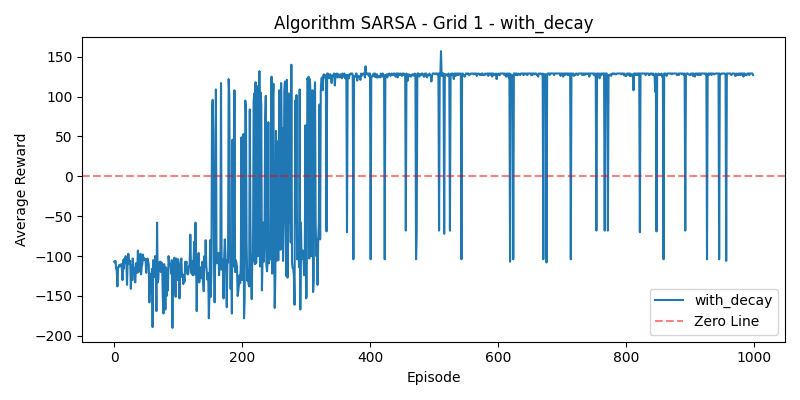 Algorithm SARSA - Grid 1 - with_decay
Average Reward
150
100
50
0
−50
−100
−150
−200
0
200
400
600
800
1000
Episode
with_decay
Zero Line